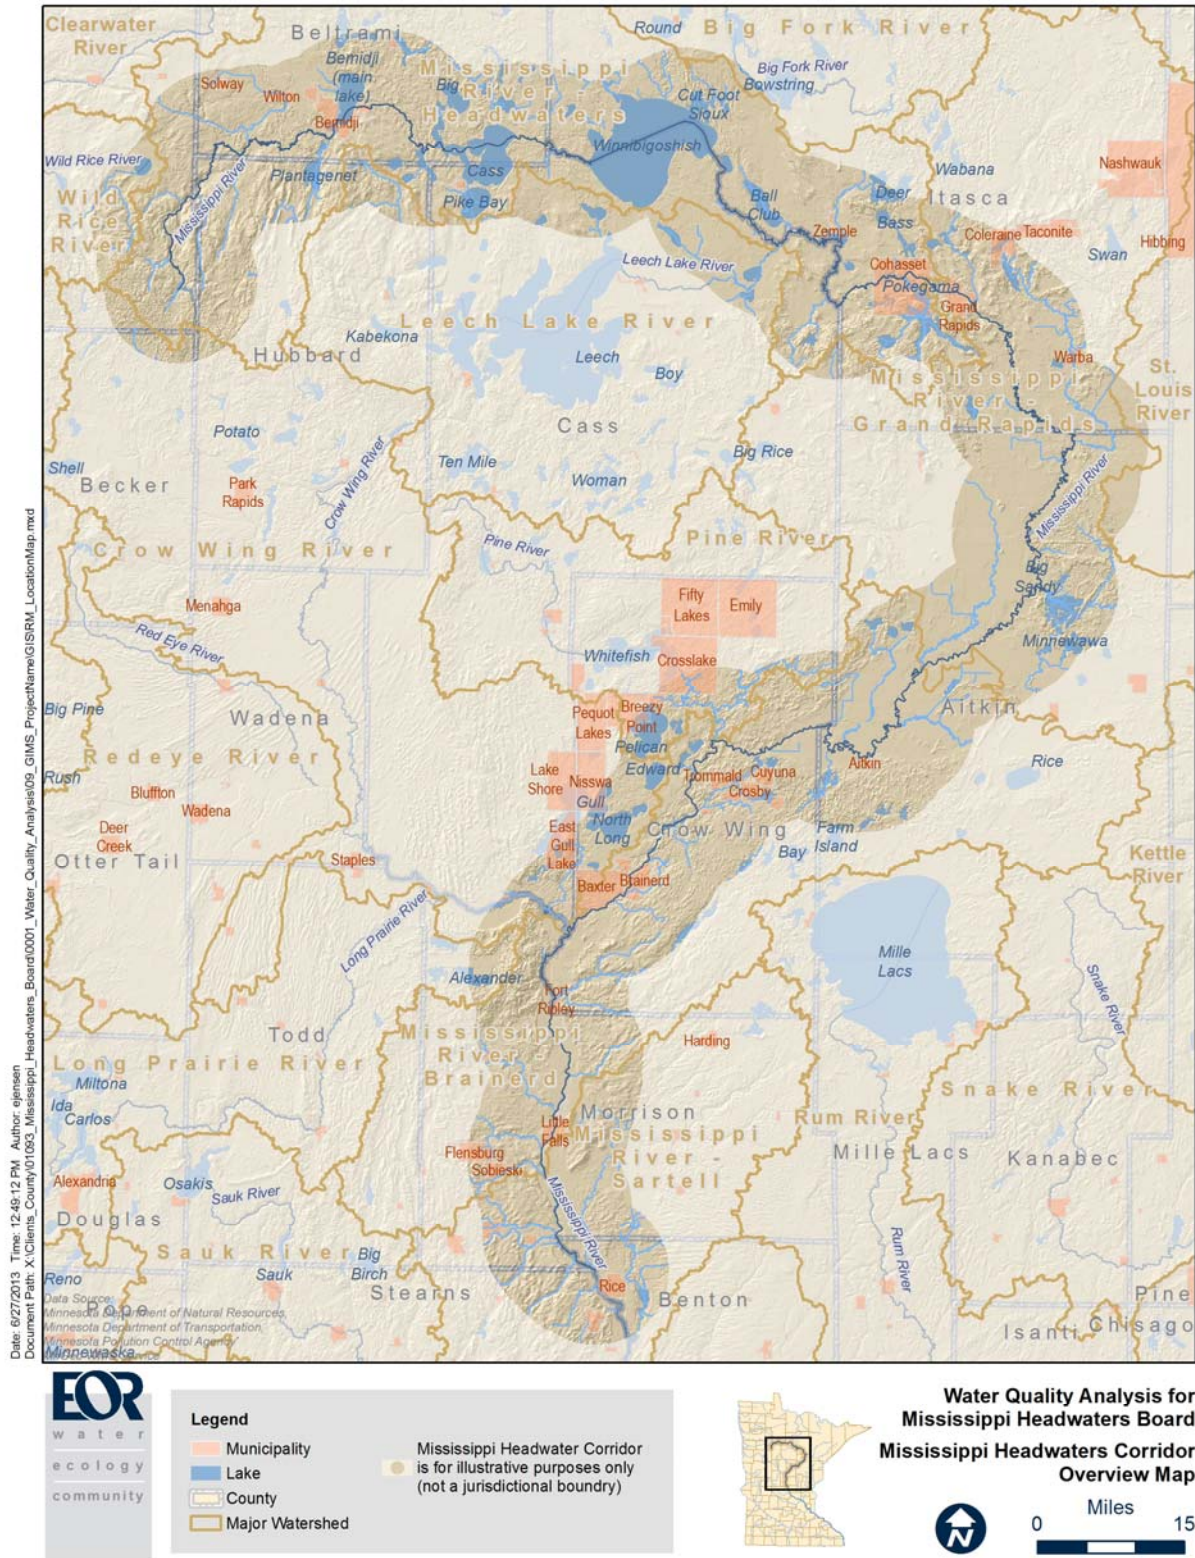 Clearwater
River
Beltrami
Round
Big Fork River
Bemidji
(main
lake)
Mississippi
River -
Headwaters
Big Fork River
Bowstring
Solway
Wilton
Big
Cut Foot
Sioux
Bemidji
Winnibigoshish
Nashwauk
Wild Rice River
Wild
Rice
River
Mississippi River
Plantagenet
Cass
Pike Bay
Wabana
Deer
Itasca
Ball
Club
Bass
Zemple
Coleraine
Taconite
Hibbing
Swan
Leech Lake River
Cohasset
Pokegama
Grand
Rapids
Leech Lake River
Kabekona
Hubbard
Leech
Boy
Warba
St.
Louis
River
Mississippi
River -
Grand Rapids
Cass
Potato
Shell
Becker
Park
Rapids
Crow Wing River
Ten Mile
Woman
Big Rice
Mississippi River
Crow Wing River
Pine River
Pine River
Big
Sandy
Menahga
Fifty
Lakes
Emily
Red Eye River
Whitefish
Crosslake
Minnewawa
Big Pine
Wadena
Pequot
Lakes
Breezy
Point
Aitkin
Redeye River
Pelican
Rush
Lake
Shore
Nisswa
Edward
Trommald
Cuyuna
Crosby
Aitkin
Rice
Bluffton
Wadena
Gull
North
Long
Deer
Creek
East
Gull
Lake
Crow Wing
Farm
Island
Bay
Otter Tail
Staples
Kettle
River
Baxter
Brainerd
Long Prairie River
Mille
Lacs
Alexander
Fort
Ripley
Snake River
Todd
Mississippi
River -
Brainerd
Harding
Long Prairie River
Miltona
Ida
Carlos
Snake River
Little
Falls
Morrison
Rum River
Mississippi
River -
Sartell
Flensburg
Sobieski
Mille Lacs
Kanabec
Alexandria
Osakis
Sauk River
Mississippi River
Douglas
Sauk River
Big
Birch
Rum River
Reno
Sauk
Stearns
Rice
Benton
Pine
Pope
Isanti
Chisago
Minnewaska
Data Source:
Minnesota Department of Natural Resources,
Minnesota Department of Transportation,
Minnesota Pollution Control Agency
Date: 6/27/2013 Time: 12:49:12 PM Author: ejensen
Document Path: X:\Clients_County\01093_Mississippi_Headwaters_Board\0001_Water_Quality_Analysis\09_GIMS_ProjectName\GIS\RM_LocationMap.mxd
EOR
water
ecology
community
Legend
Municipality
Lake
County
Major Watershed
Mississippi Headwater Corridor
is for illustrative purposes only
(not a jurisdictional boundry)
Water Quality Analysis for
Mississippi Headwaters Board
Mississippi Headwaters Corridor
Overview Map
N
Miles
0 15